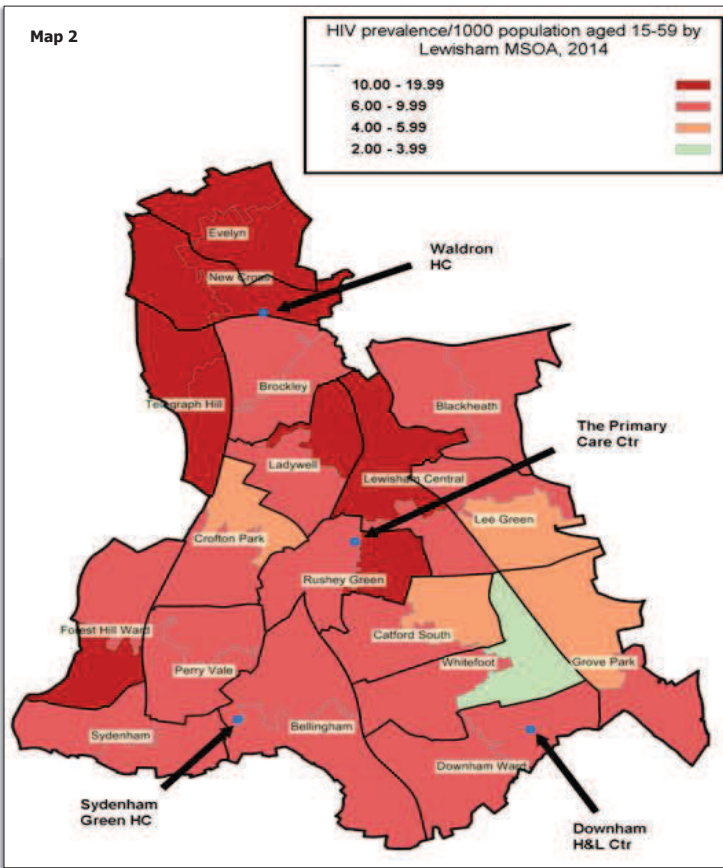 Map 2
HIV prevalence/1000 population aged 15-59 by
Lewisham MSOA, 2014
10.00 - 19.99
6.00 - 9.99
4.00 - 5.99
2.00 - 3.99
Evelyn
New Cross
Waldron
HC
Brockley
Telegraph Hill
Blackheath
The Primary
Care Ctr
Ladywell
Lewisham Central
Lee Green
Crofton Park
Rushey Green
Forest Hill Ward
Catford South
Perry Vale
Whitefoot
Grove Park
Sydenham
Bellingham
Downham Ward
Sydenham
Green HC
Downham
H&L Ctr